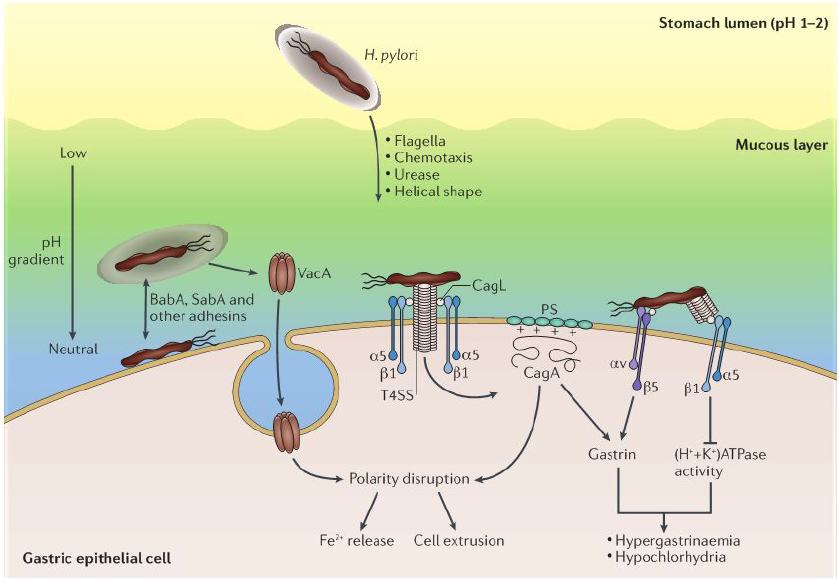 Stomach lumen (pH 1–2)
H. pylori
• Flagella
• Chemotaxis
• Urease
• Helical shape
Mucous layer
Low
pH
gradient
Neutral
VacA
BabA, SabA and
other adhesins
CagL
α5
β1
T4SS
β1
α5
PS
+ + + +
CagA
αv
β5
β1
α5
Gastrin
(H⁺+K⁺)ATPase
activity
Polarity disruption
Fe²⁺ release
Cell extrusion
• Hypergastrinaemia
• Hypochlorhydria
Gastric epithelial cell